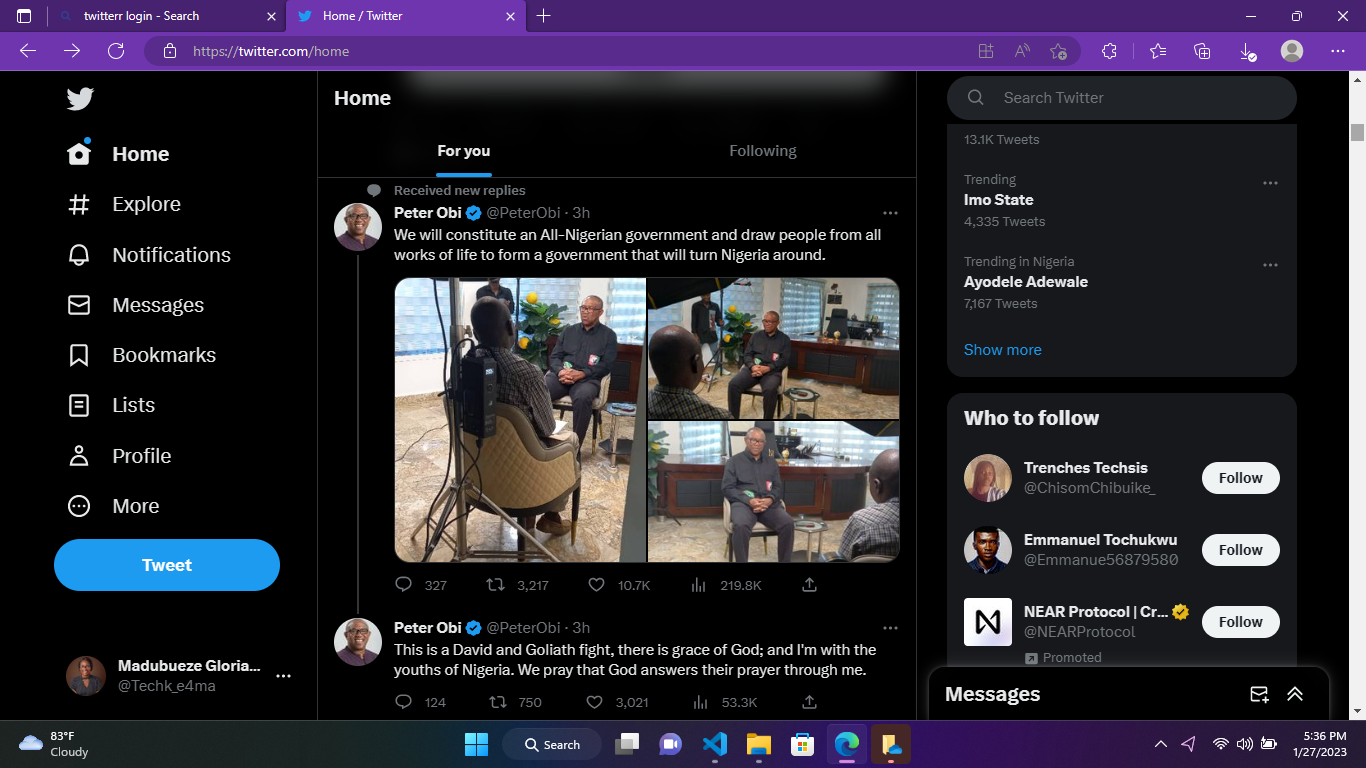 twitterr login - Search
Home / Twitter
https://twitter.com/home
Home
Explore
Notifications
Messages
Bookmarks
Lists
Profile
More
Tweet
Madubueze Gloria...
@Techk_e4ma
Home
For you
Following
Received new replies
Peter Obi @PeterObi · 3h
We will constitute an All-Nigerian government and draw people from all
works of life to form a government that will turn Nigeria around.
327 3,217 10.7K 219.8K
Peter Obi @PeterObi · 3h
This is a David and Goliath fight, there is grace of God; and I'm with the
youths of Nigeria. We pray that God answers their prayer through me.
124 750 3,021 53.3K
Search Twitter
13.1K Tweets
Trending
Imo State
4,335 Tweets
Trending in Nigeria
Ayodele Adewale
7,167 Tweets
Show more
Who to follow
Trenches Techsis
@ChisomChibuike_
Follow
Emmanuel Tochukwu
@Emmanue56879580
Follow
NEAR Protocol | Cr...
@NEARProtocol
Follow
Promoted
Messages
83°F
Cloudy
Search
5:36 PM
1/27/2023